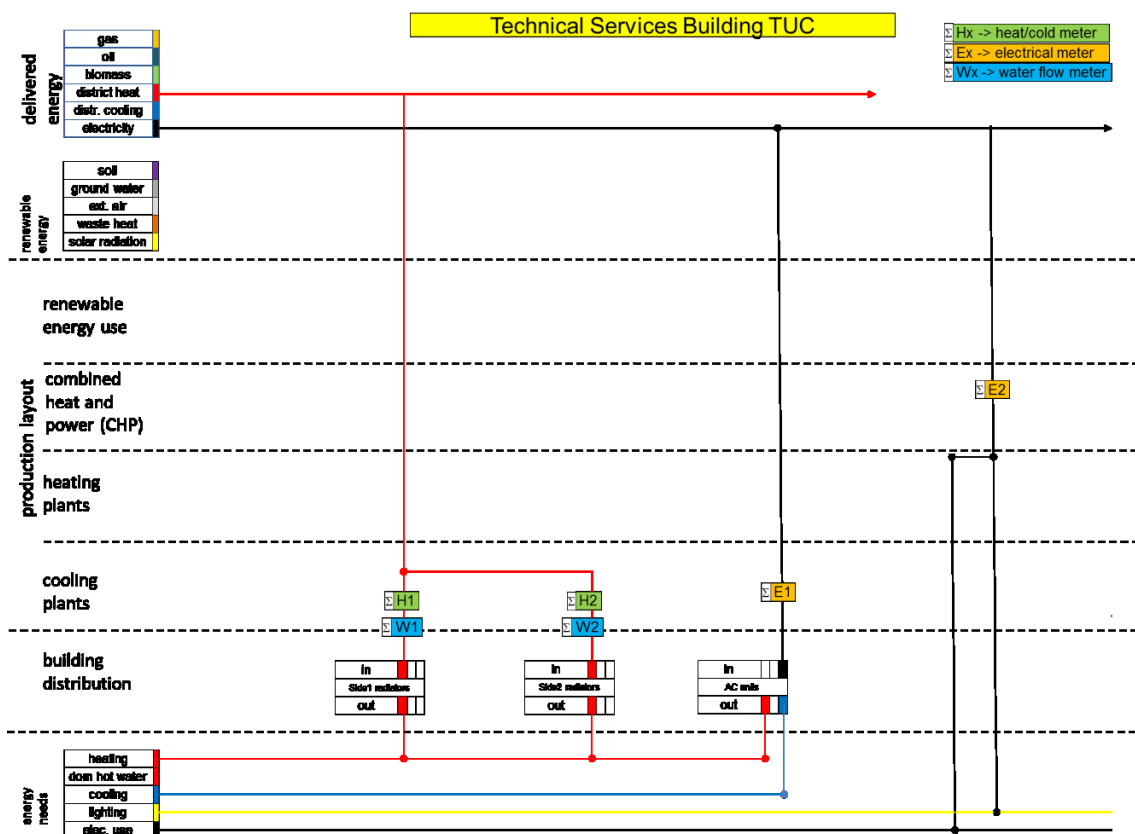 Technical Services Building TUC
Σ Hx -> heat/cold meter
Σ Ex -> electrical meter
Σ Wx -> water flow meter
delivered
energy
gas
oil
biomass
district heat
distr. cooling
electricity
renewable
energy
soil
ground water
ext. air
waste heat
solar radiation
production layout
renewable
energy use
combined
heat and
power (CHP)
Σ E2
heating
plants
cooling
plants
Σ H1
Σ H2
Σ E1
Σ W1
Σ W2
building
distribution
in
Side1 radiators
out
in
Side2 radiators
out
in
AC units
out
energy
needs
heating
dom hot water
cooling
lighting
elec. use